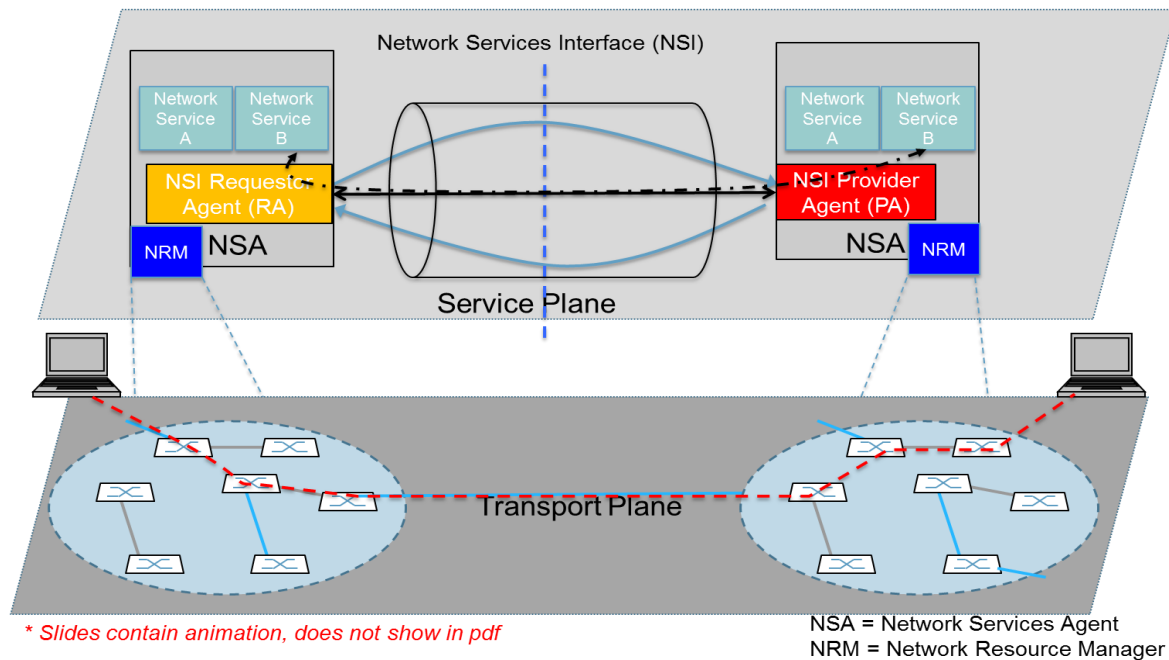 Network Services Interface (NSI)
Network
Service
A
Network
Service
B
NSI Requestor
Agent (RA)
NRM
NSA
Network
Service
A
Network
Service
B
NSI Provider
Agent (PA)
NSA
NRM
Service Plane
Transport Plane
* Slides contain animation, does not show in pdf
NSA = Network Services Agent
NRM = Network Resource Manager